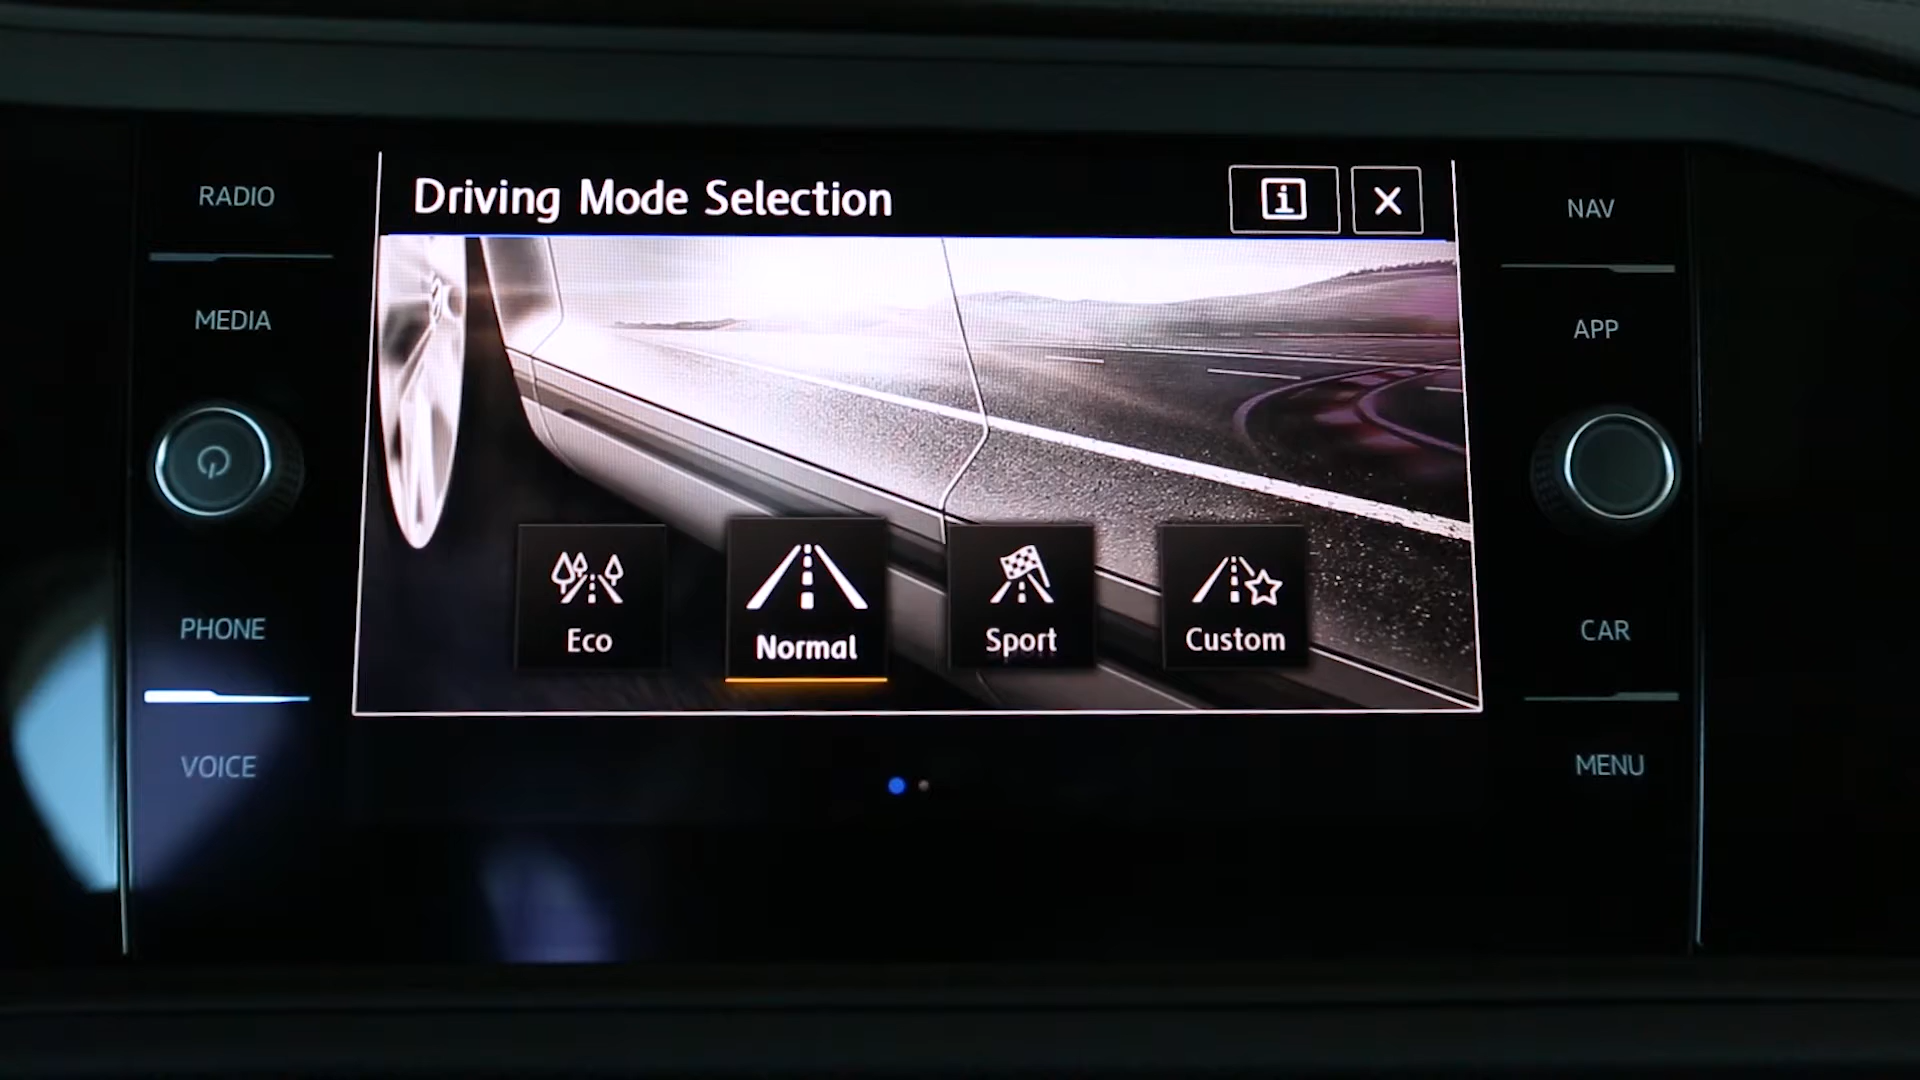 RADIO
MEDIA
PHONE
VOICE
Driving Mode Selection
i
X
Eco
Normal
Sport
Custom
NAV
APP
CAR
MENU